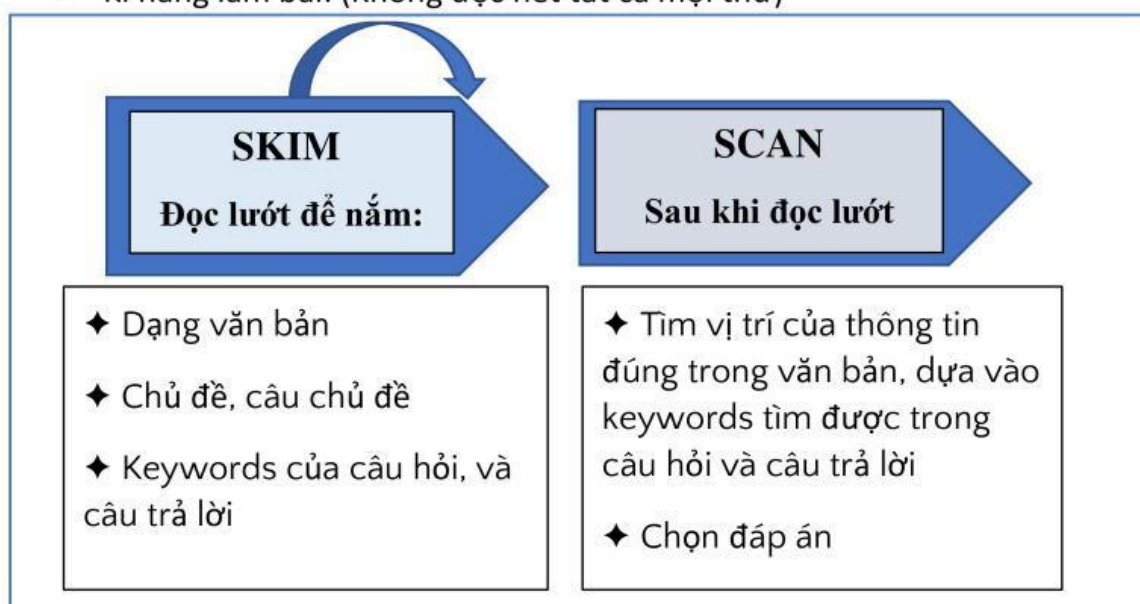 SKIM
Đọc lướt để nắm:
✦ Dạng văn bản
✦ Chủ đề, câu chủ đề
✦ Keywords của câu hỏi, và
câu trả lời
SCAN
Sau khi đọc lướt
✦ Tìm vị trí của thông tin
đúng trong văn bản, dựa vào
keywords tìm được trong
câu hỏi và câu trả lời
✦ Chọn đáp án